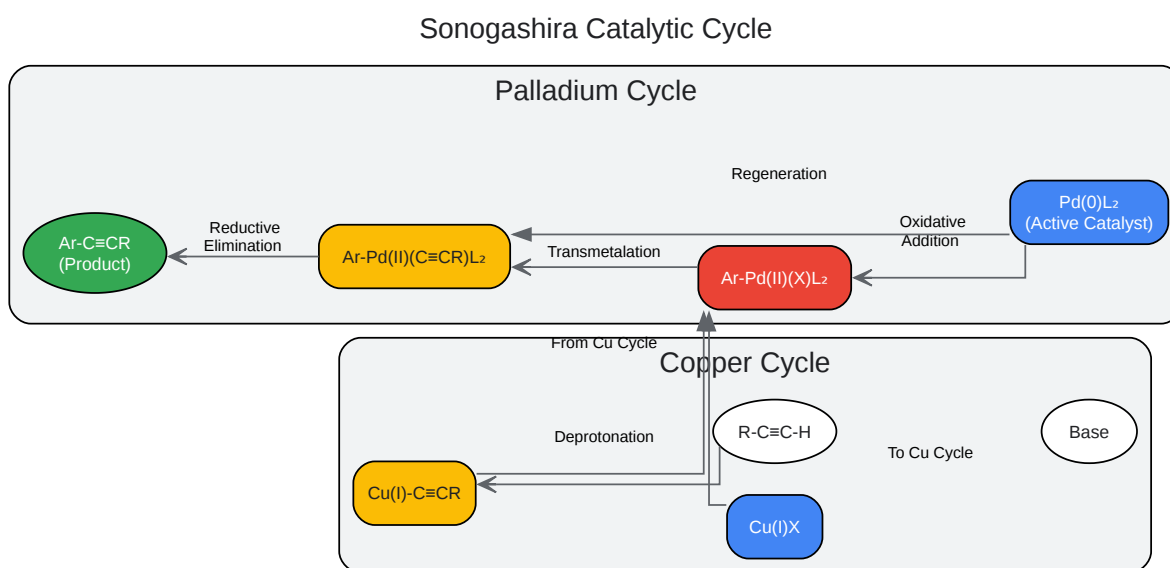 Sonogashira Catalytic Cycle
Palladium Cycle
Regeneration
Pd(0)L₂
(Active Catalyst)
Oxidative
Addition
Reductive
Elimination
Ar-C≡CR
(Product)
Ar-Pd(II)(C≡CR)L₂
Transmetalation
Ar-Pd(II)(X)L₂
From Cu Cycle
Copper Cycle
Deprotonation
R-C≡C-H
To Cu Cycle
Base
Cu(I)-C≡CR
Cu(I)X